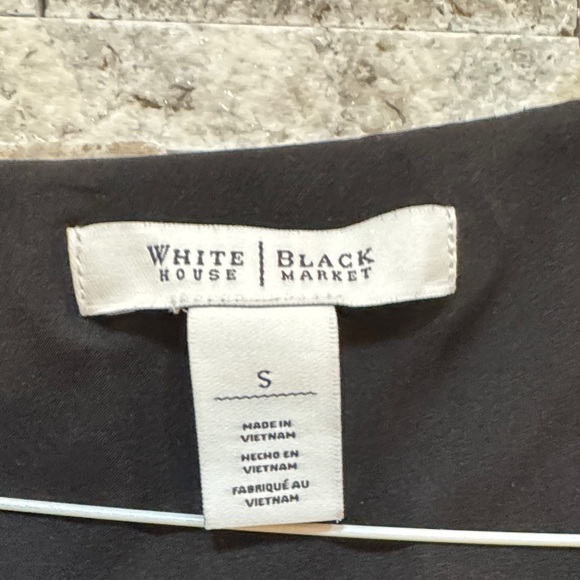 WHITE | BLACK
HOUSE | MARKET
S
MADE IN
VIETNAM
HECHO EN
VIETNAM
FABRIQUÉ AU
VIETNAM